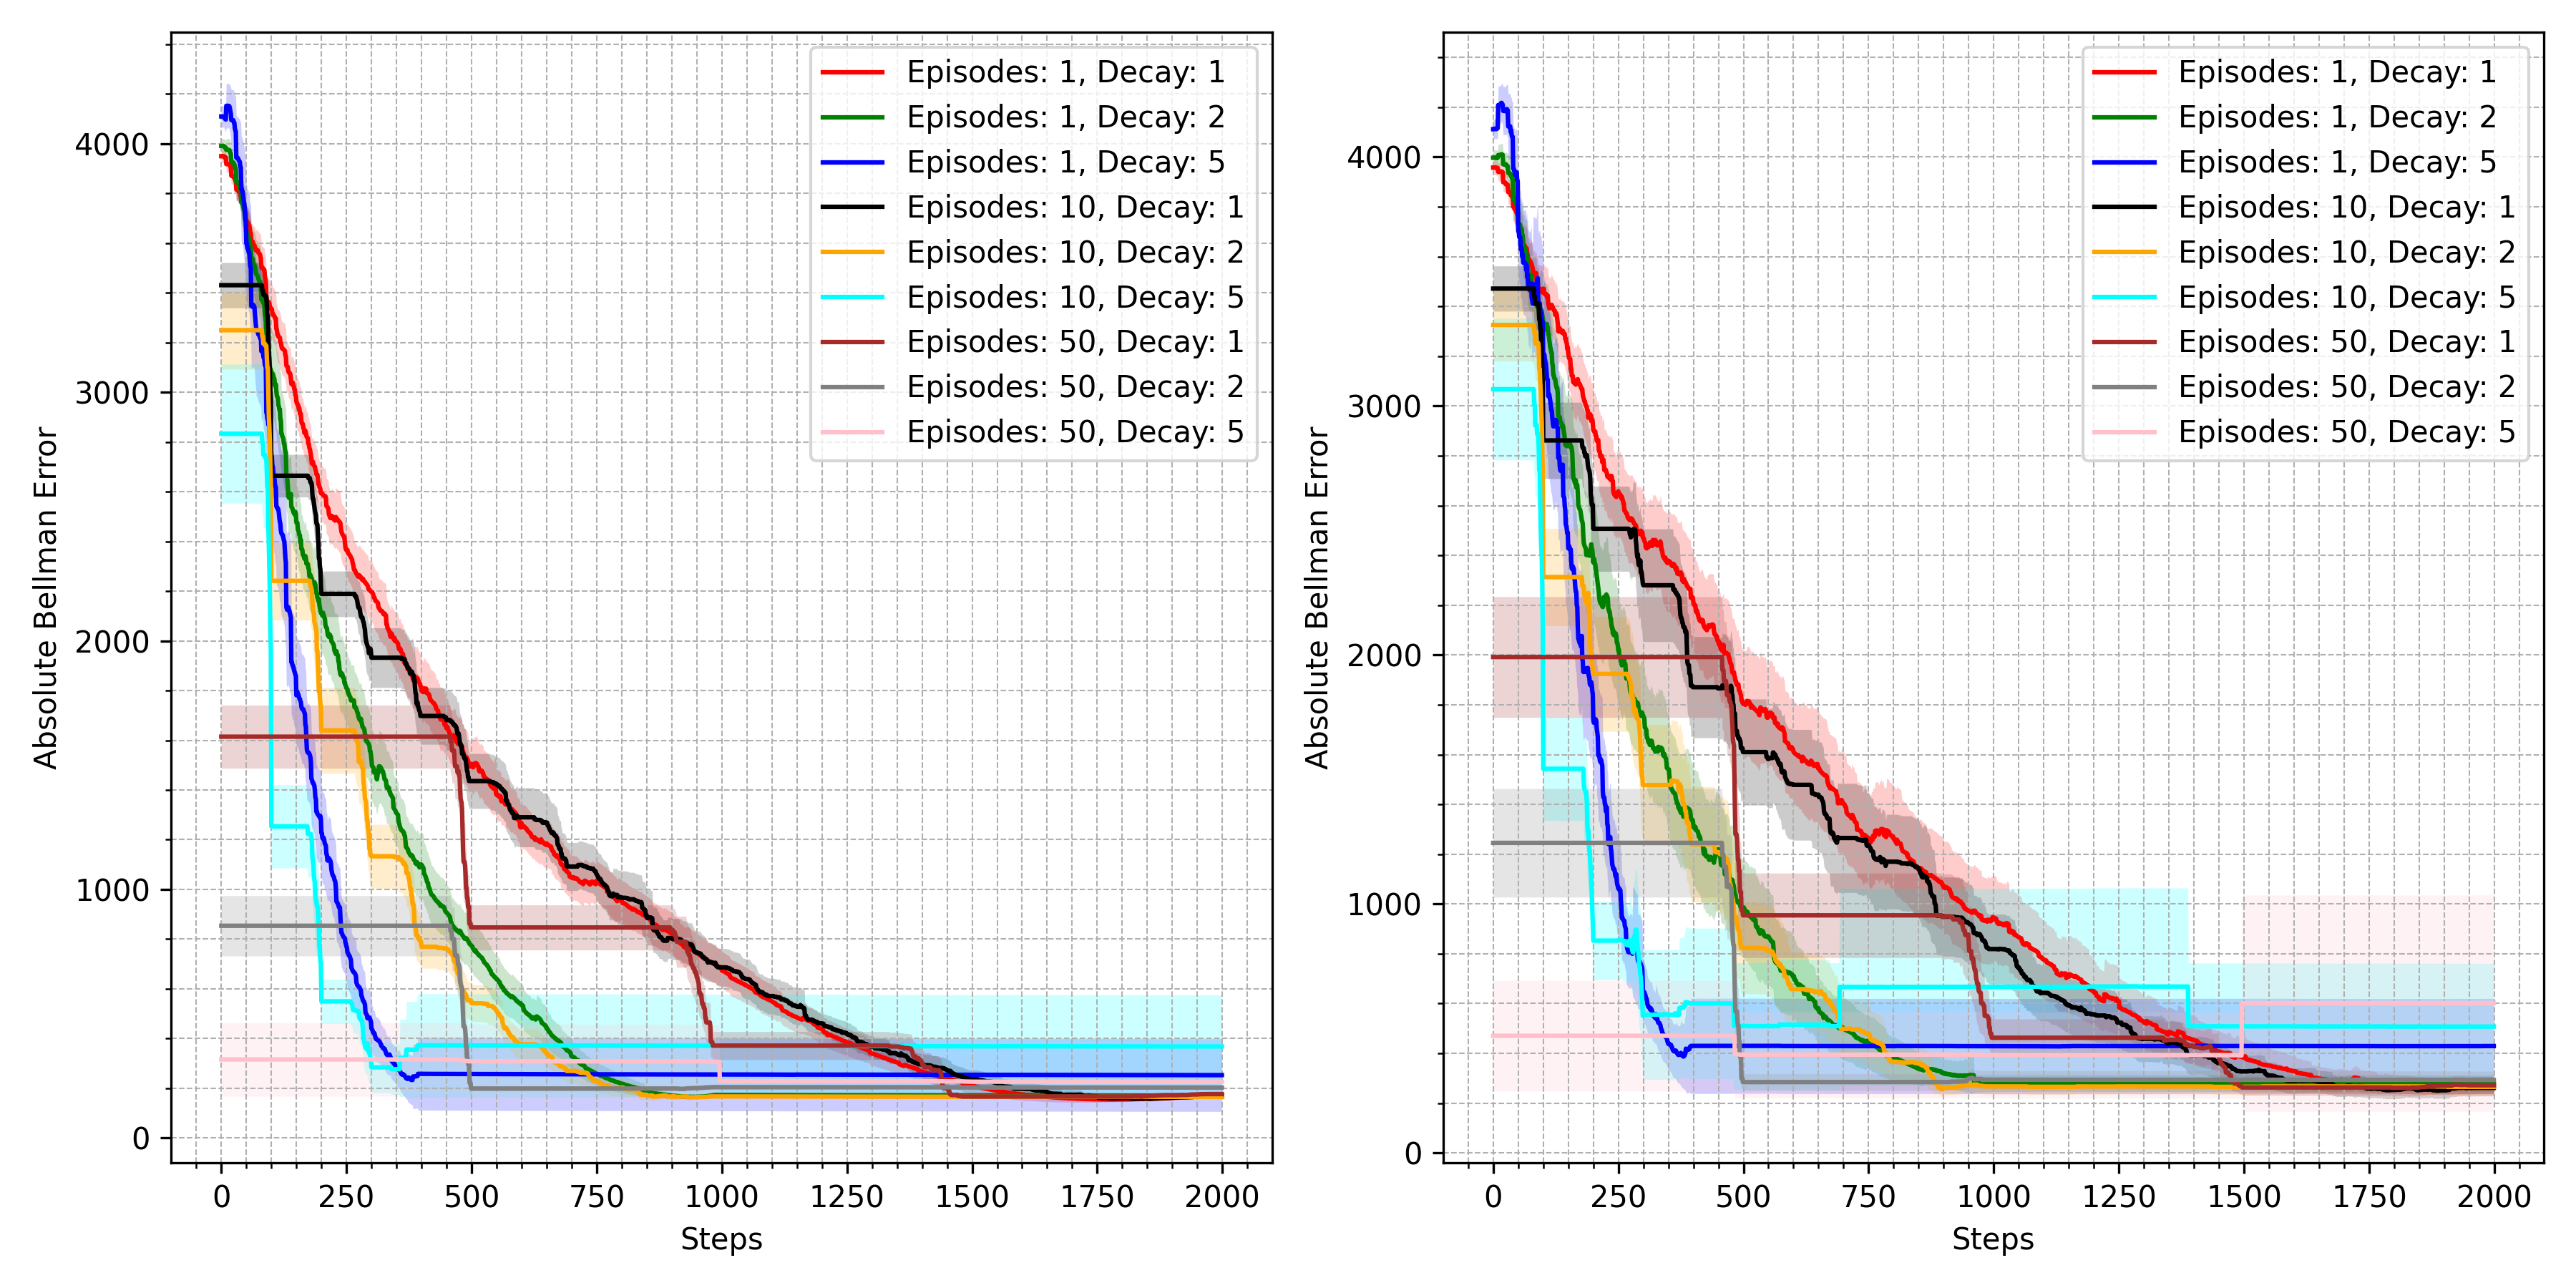 Absolute Bellman Error
4000
3000
2000
1000
0
Episodes: 1, Decay: 1
Episodes: 1, Decay: 2
Episodes: 1, Decay: 5
Episodes: 10, Decay: 1
Episodes: 10, Decay: 2
Episodes: 10, Decay: 5
Episodes: 50, Decay: 1
Episodes: 50, Decay: 2
Episodes: 50, Decay: 5
0 250 500 750 1000 1250 1500 1750 2000
Steps
Absolute Bellman Error
4000
3000
2000
1000
0
Episodes: 1, Decay: 1
Episodes: 1, Decay: 2
Episodes: 1, Decay: 5
Episodes: 10, Decay: 1
Episodes: 10, Decay: 2
Episodes: 10, Decay: 5
Episodes: 50, Decay: 1
Episodes: 50, Decay: 2
Episodes: 50, Decay: 5
0 250 500 750 1000 1250 1500 1750 2000
Steps